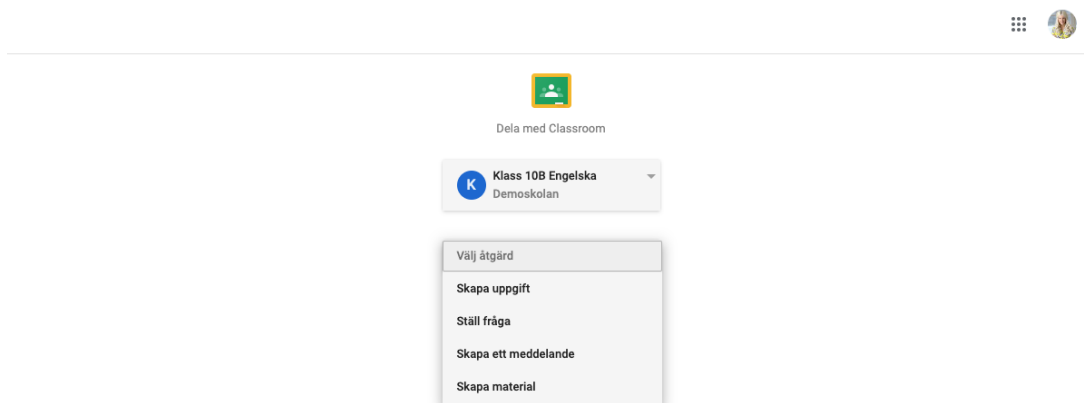 Dela med Classroom
K
Klass 10B Engelska
Demoskolan
Välj åtgärd
Skapa uppgift
Ställ fråga
Skapa ett meddelande
Skapa material